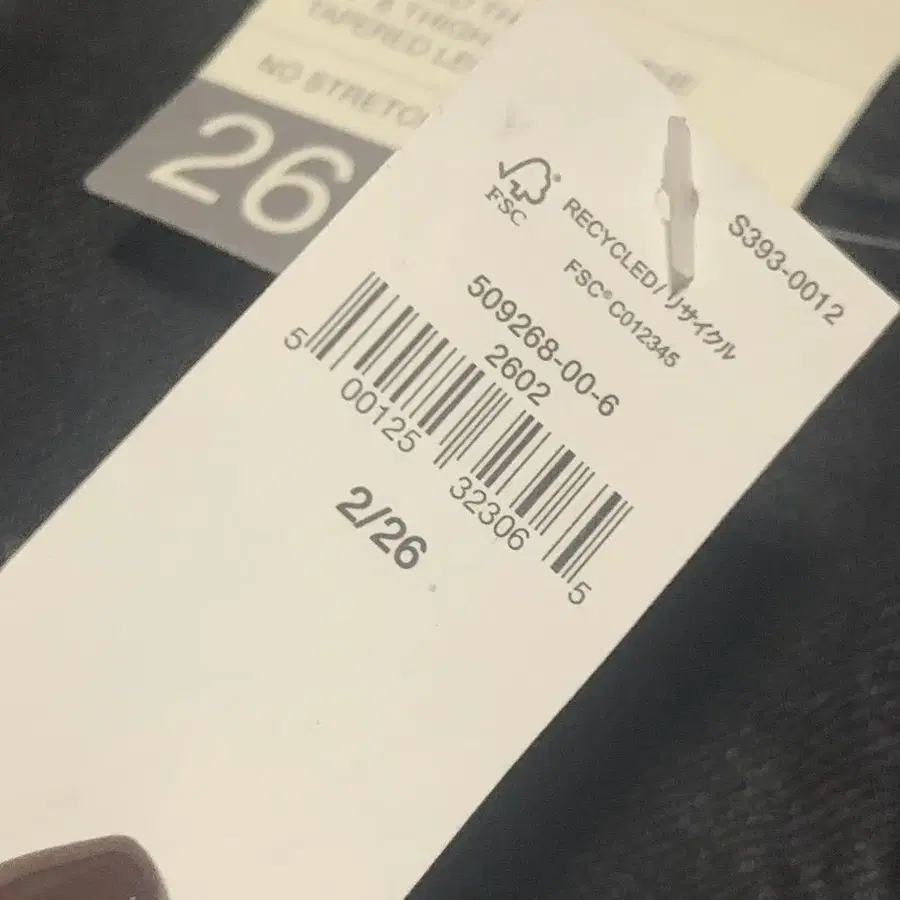 & THIGH
TAPERED
NO STRETCH
26
FSC
RECYCLED/リサイクル
FSC® C012345
S393-0012
509268-00-6
2602
5 00125 32306 5
2/26